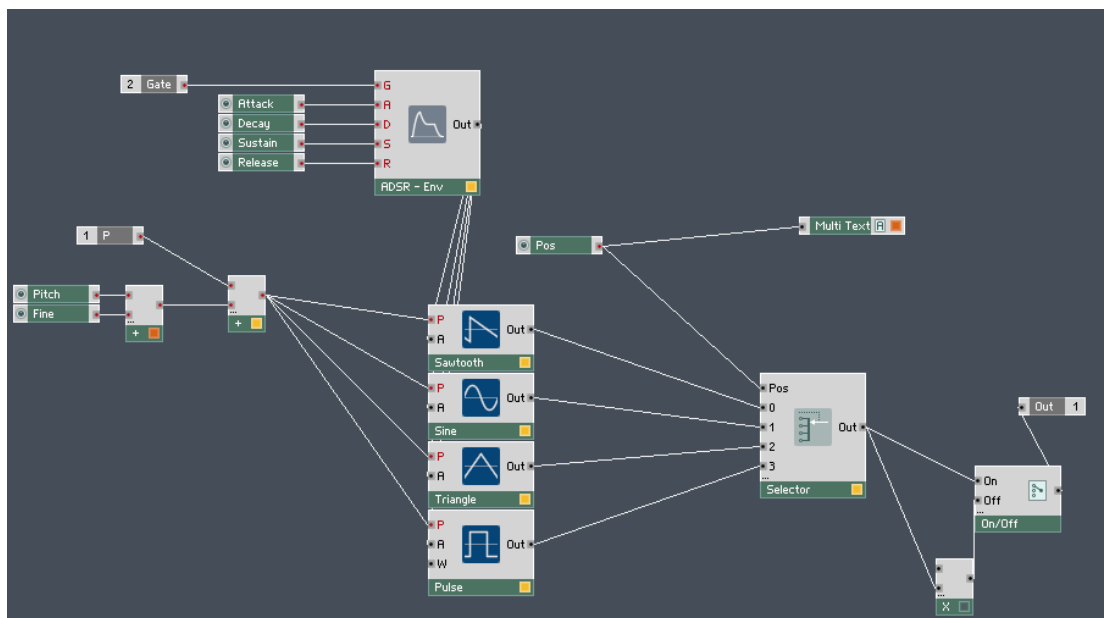 2 Gate
G
Attack
A
Decay
D
Out
Sustain
S
Release
R
ADSR - Env
1 P
Pos
Multi Text A
Pitch
Fine
+
+
P
Out
A
Sawtooth
P
Out
A
Sine
P
Out
A
Triangle
P
A
Out
W
Pulse
Pos
0
1
Out
2
3
...
Selector
Out 1
On
Off
...
On/Off
...
X